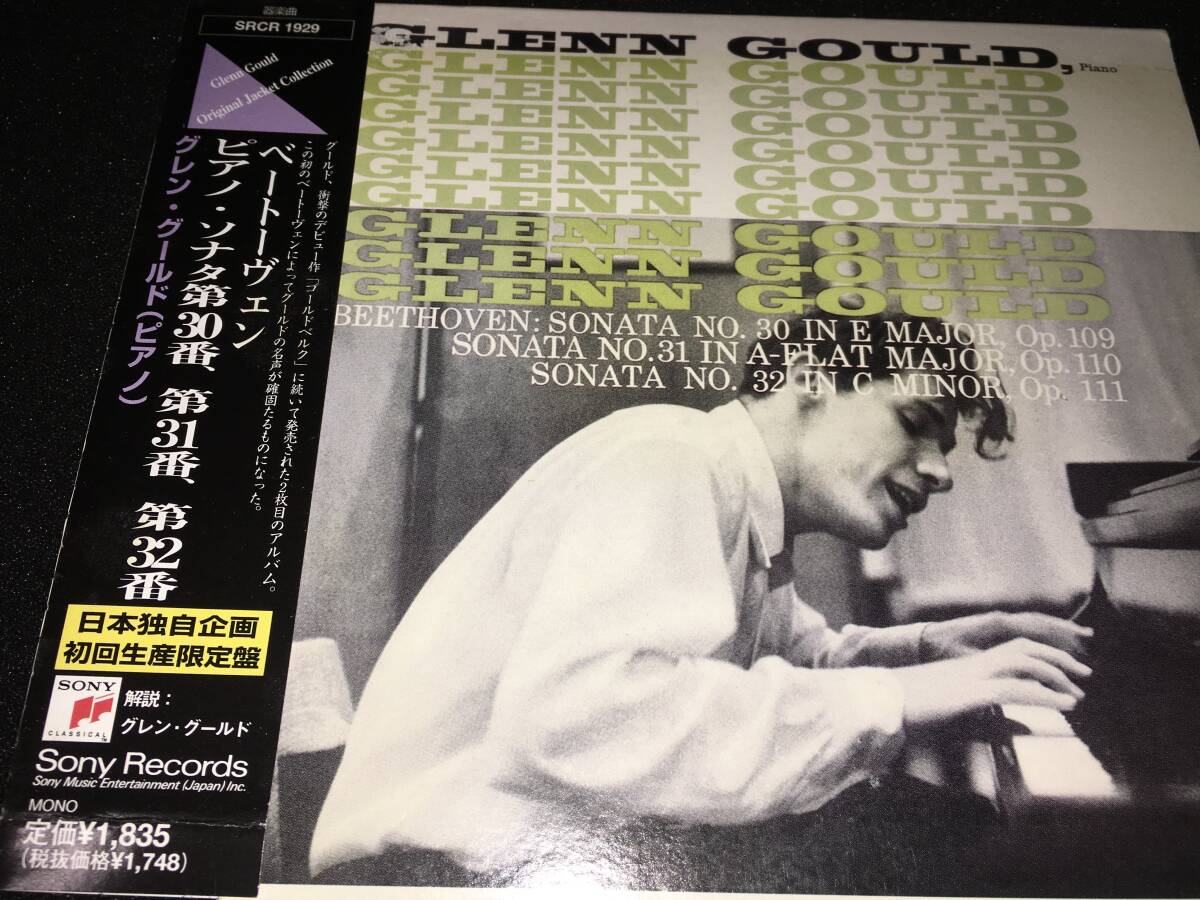 器楽曲
SRCR 1929
Glenn Gould
Original Jacket Collection
グールド、衝撃のデビュー作「ゴールドベルク」に続いて発売された2枚目のアルバム。
この初のベートーヴェンによってグールドの名声が確固たるものになった。
ベートーヴェン
ピアノ・ソナタ第30番、第31番、第32番
グレン・グールド(ピアノ)
日本独自企画
初回生産限定盤
SONY
CLASSICAL™
解説:
グレン・グールド
Sony Records
Sony Music Entertainment (Japan) Inc.
MONO
定価¥1,835
(税抜価格¥1,748)
GLENN GOULD, Piano
GLENN GOULD
GLENN GOULD
GLENN GOULD
GLENN GOULD
GLENN GOULD
GLENN GOULD
GLENN GOULD
GLENN GOULD
GLENN GOULD
BEETHOVEN: SONATA NO. 30 IN E MAJOR, Op. 109
SONATA NO. 31 IN A-FLAT MAJOR, Op. 110
SONATA NO. 32 IN C MINOR, Op. 111